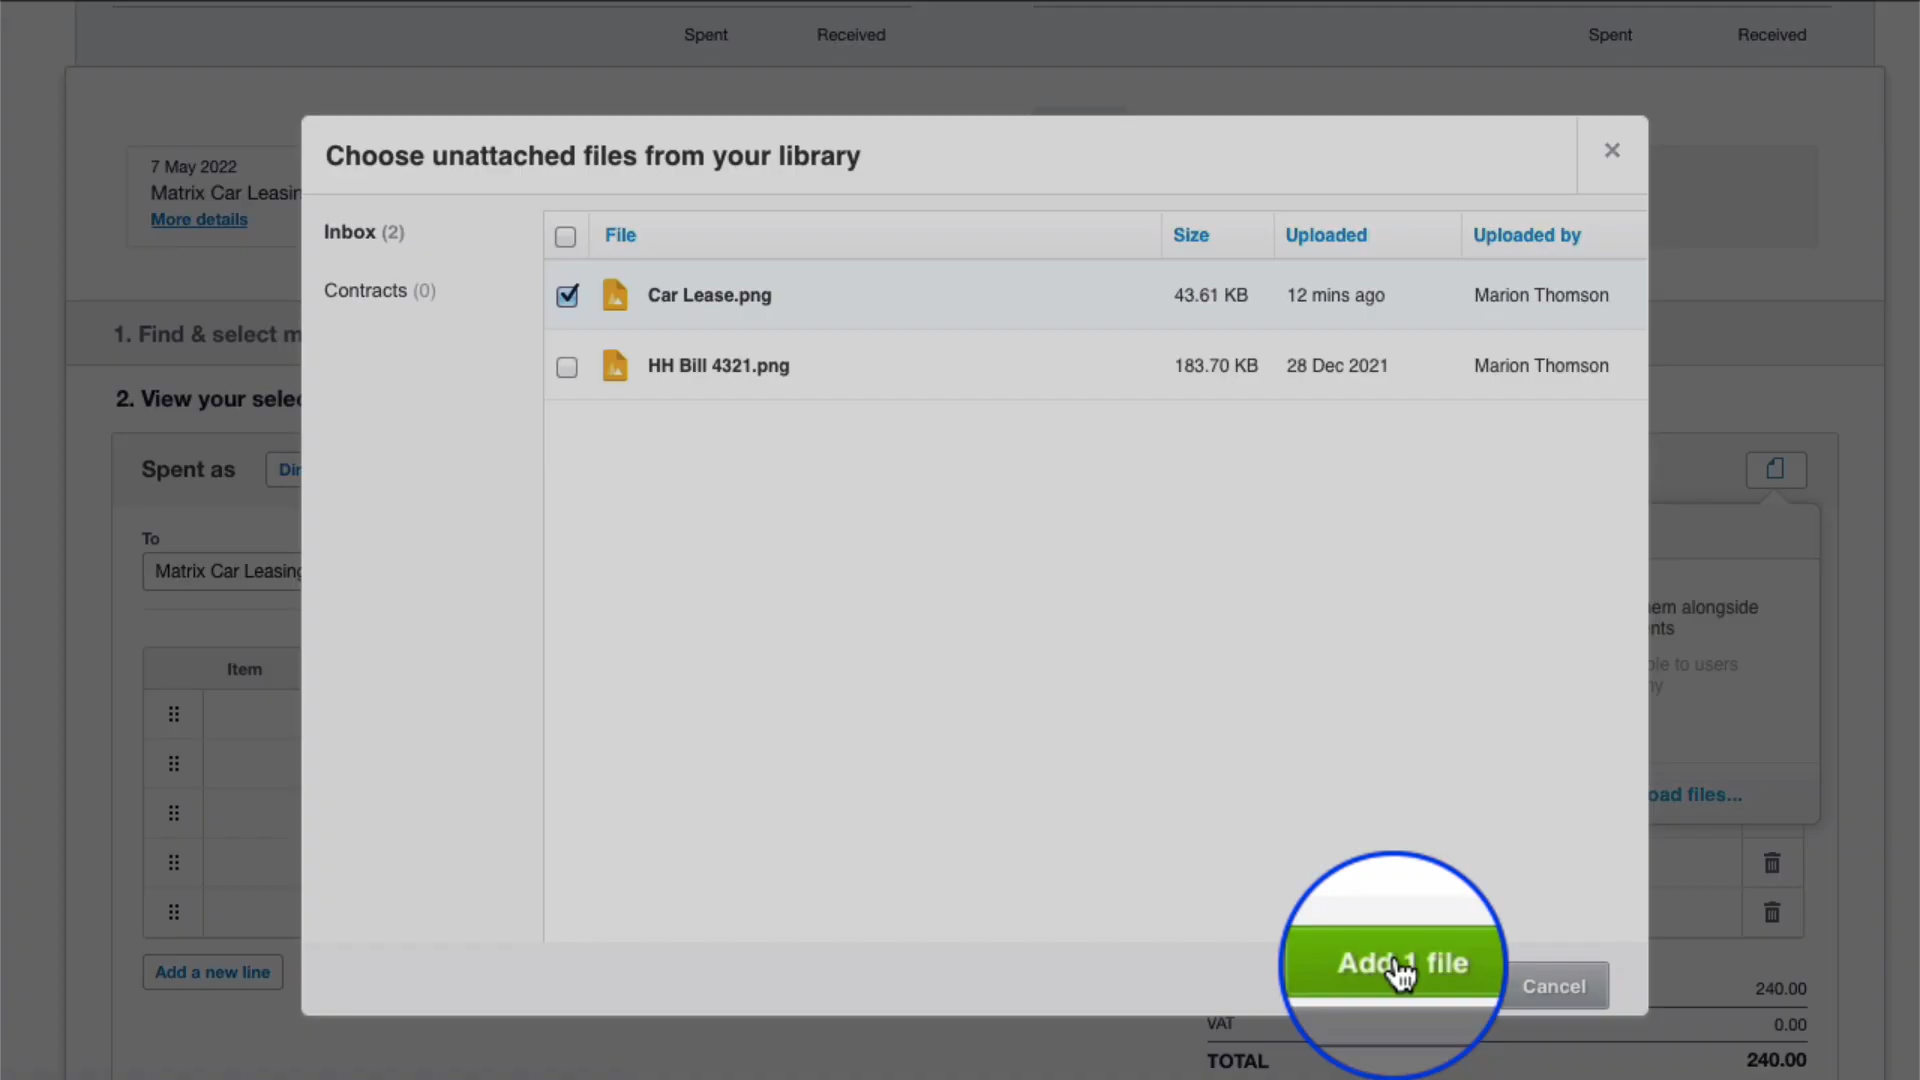 Spent Received Spent Received
Choose unattached files from your library
×
7 May 2022
Matrix Car Leasin
More details
Inbox (2)
Contracts (0)
File Size Uploaded Uploaded by
Car Lease.png 43.61 KB 12 mins ago Marion Thomson
HH Bill 4321.png 183.70 KB 28 Dec 2021 Marion Thomson
1. Find & select m
2. View your selec
Spent as Dir
To
Matrix Car Leasing
em alongside
nts
ble to users
ny
Item
oad files...
Add a new line
Add 1 file
Cancel
240.00
VAT 0.00
TOTAL 240.00